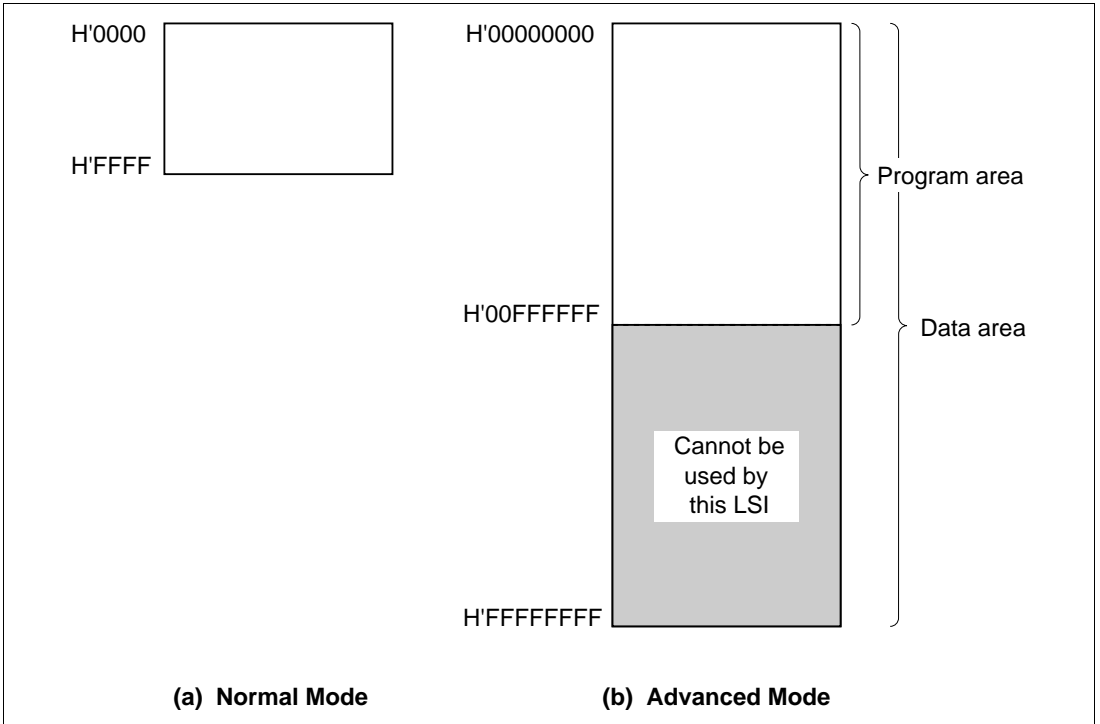 H'0000
H'FFFF
(a) Normal Mode
H'00000000
H'00FFFFFF
H'FFFFFFFF
Program area
Data area
Cannot be
used by
this LSI
(b) Advanced Mode